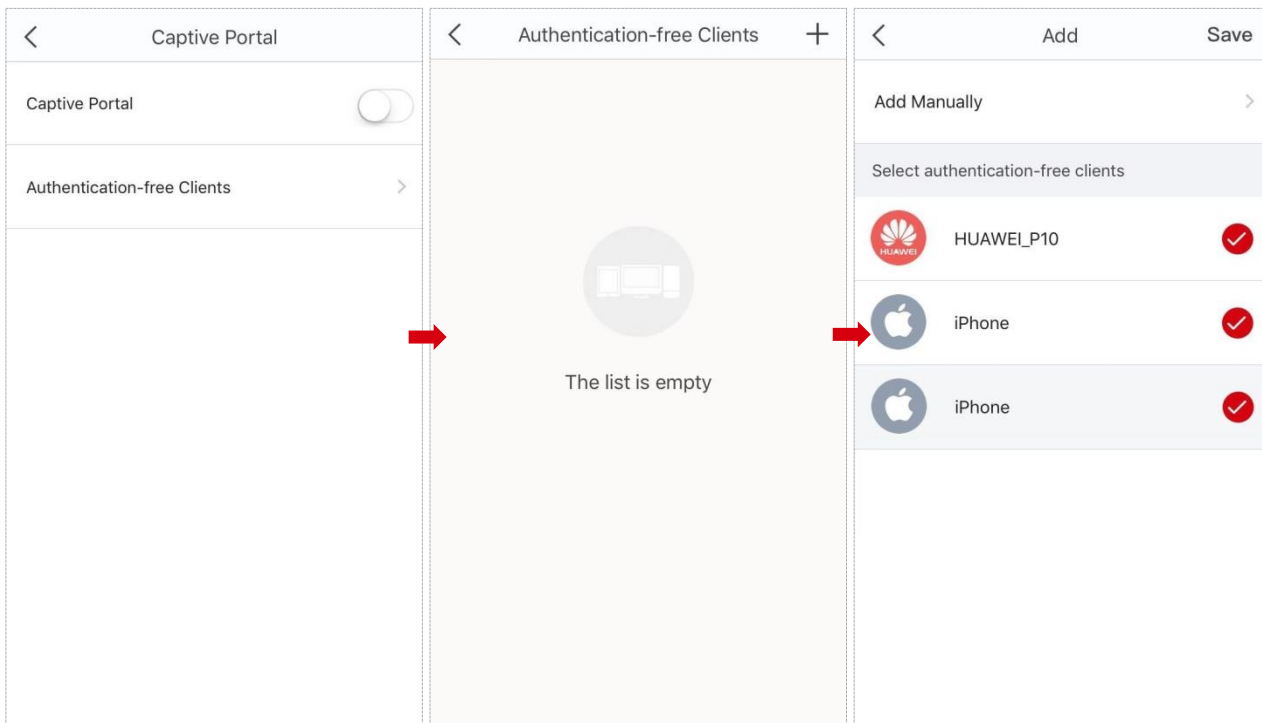 Captive Portal
Captive Portal
Authentication-free Clients
Authentication-free Clients
The list is empty
Add
Save
Add Manually
Select authentication-free clients
HUAWEI
HUAWEI_P10
iPhone
iPhone